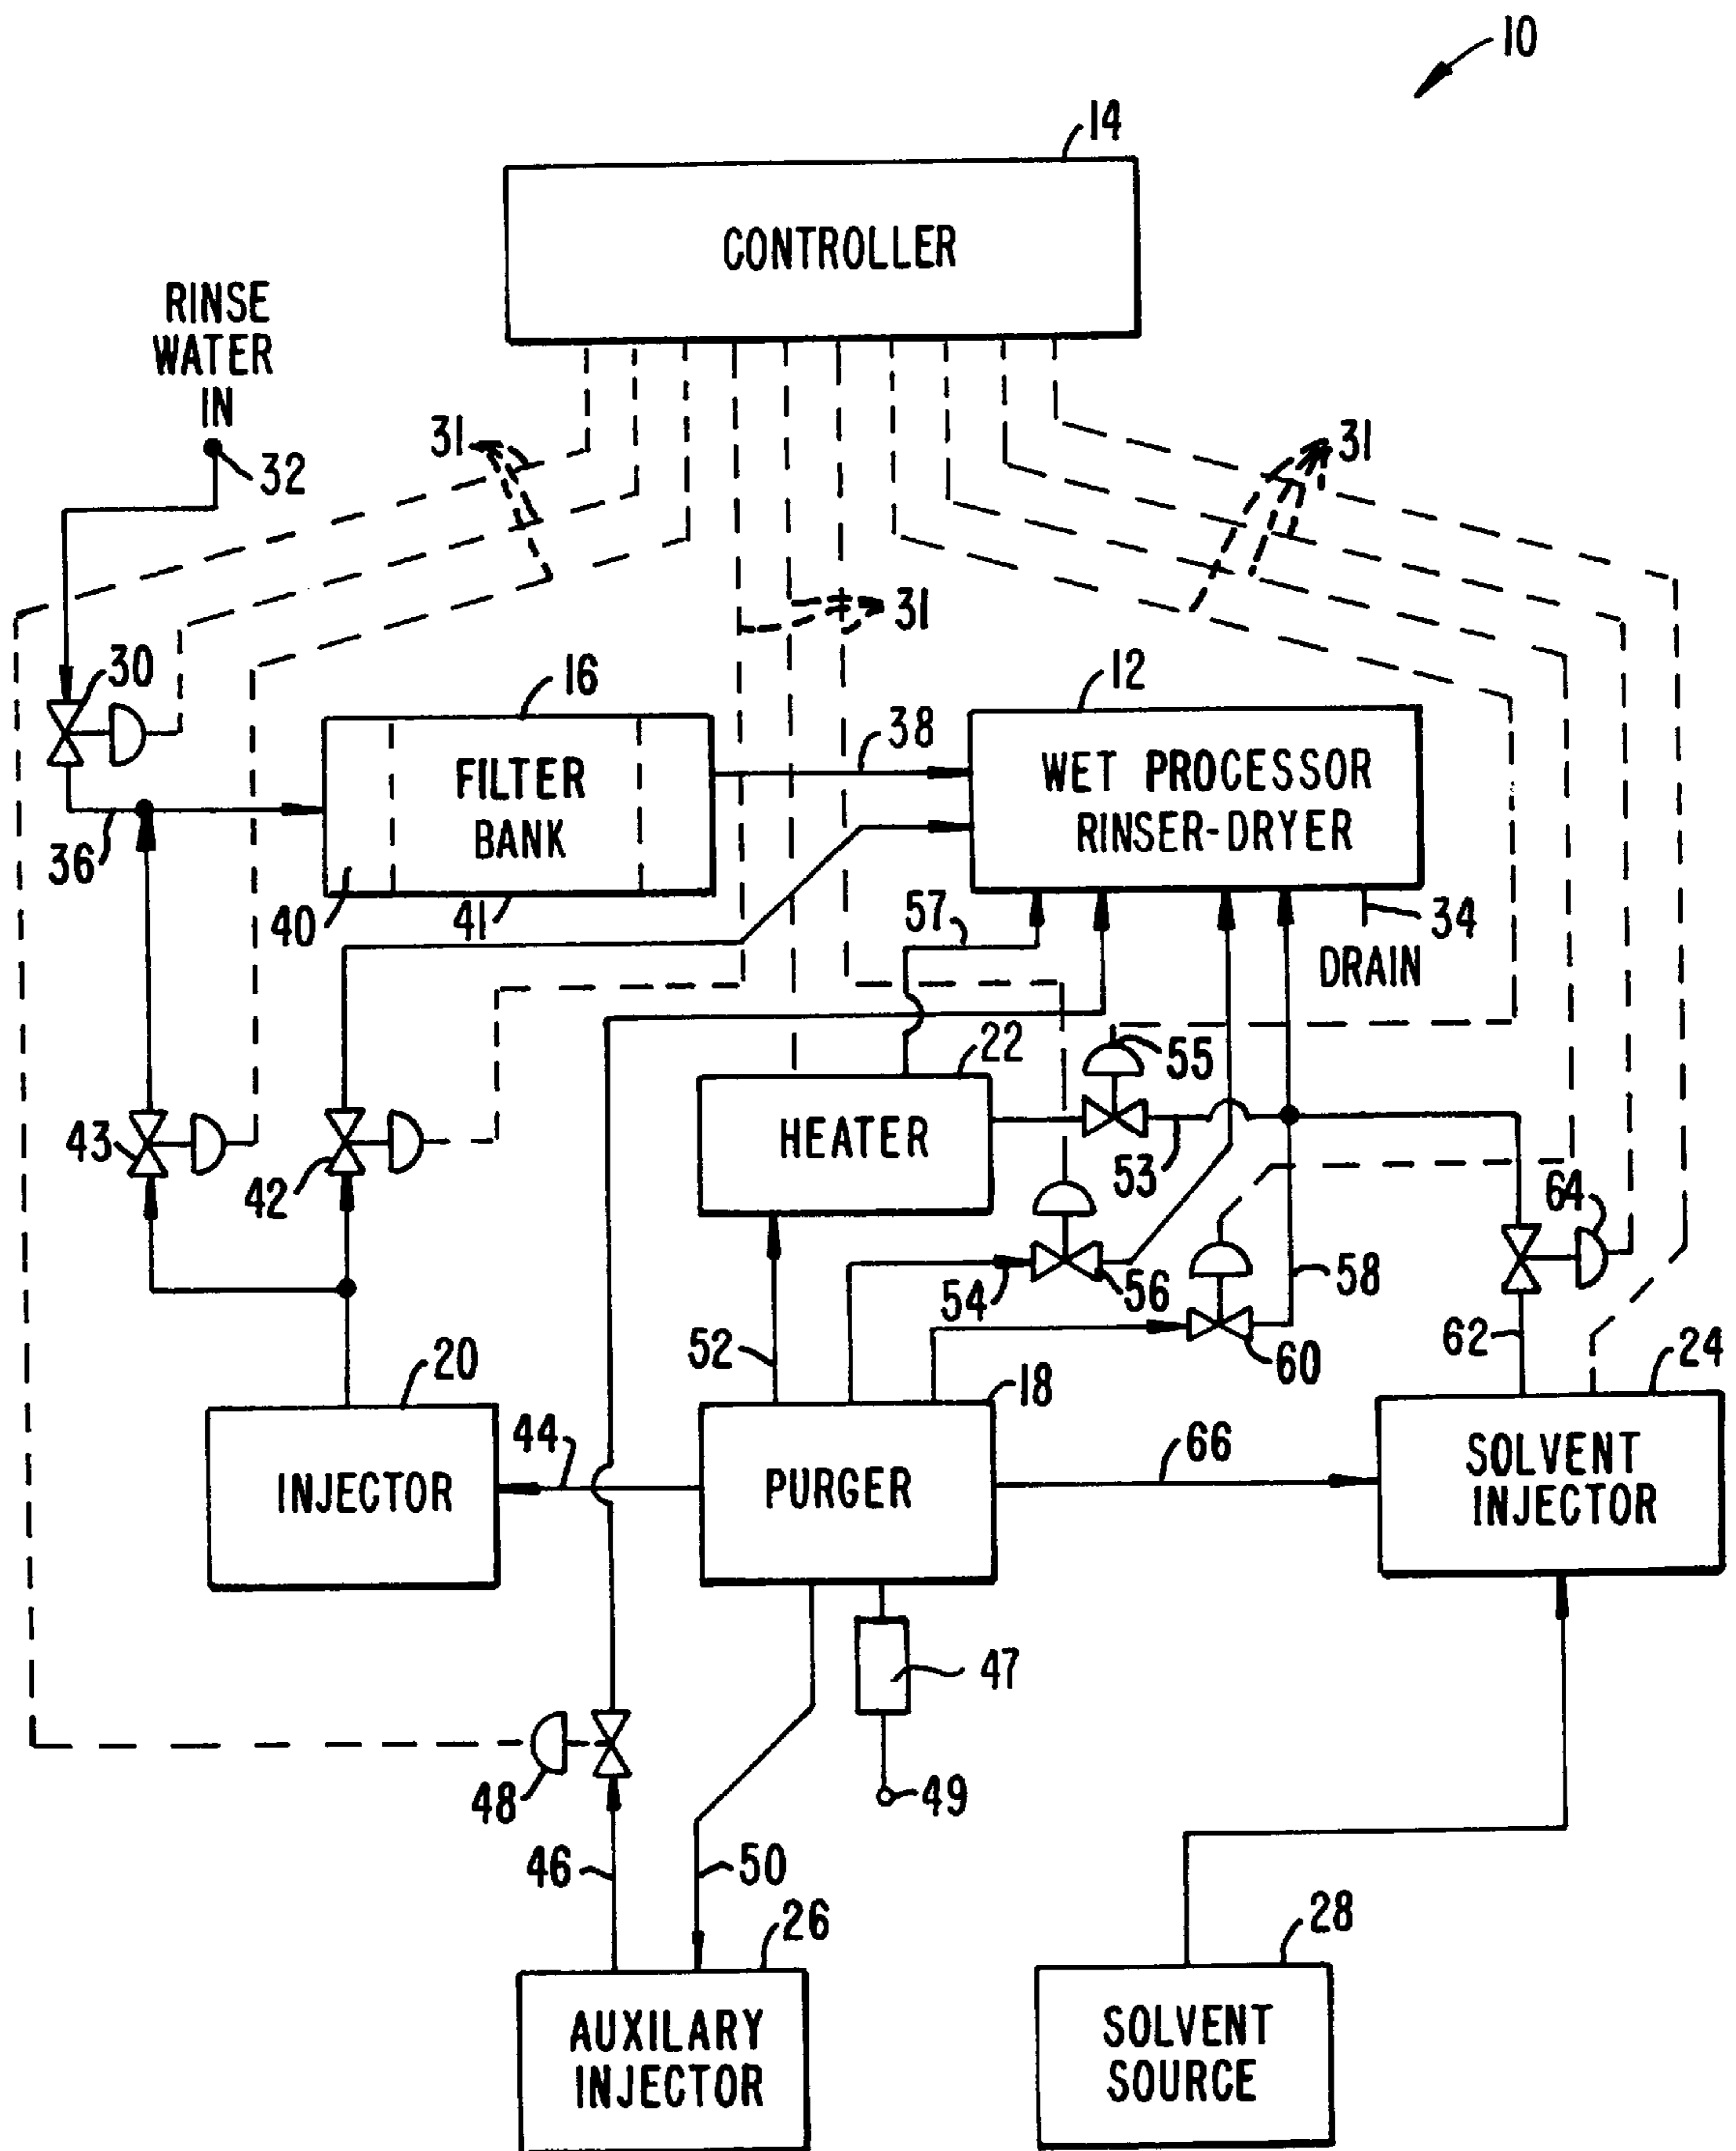 10
14
CONTROLLER
RINSE
WATER
IN
32
31
31
31
30
16
12
38
FILTER
BANK
WET PROCESSOR
RINSER-DRYER
36
40
41
57
34
DRAIN
22
55
HEATER
43
42
53
64
54
56
58
52
60
62
20
18
24
44
66
INJECTOR
PURGER
SOLVENT
INJECTOR
47
48
49
46
50
26
28
AUXILARY
INJECTOR
SOLVENT
SOURCE